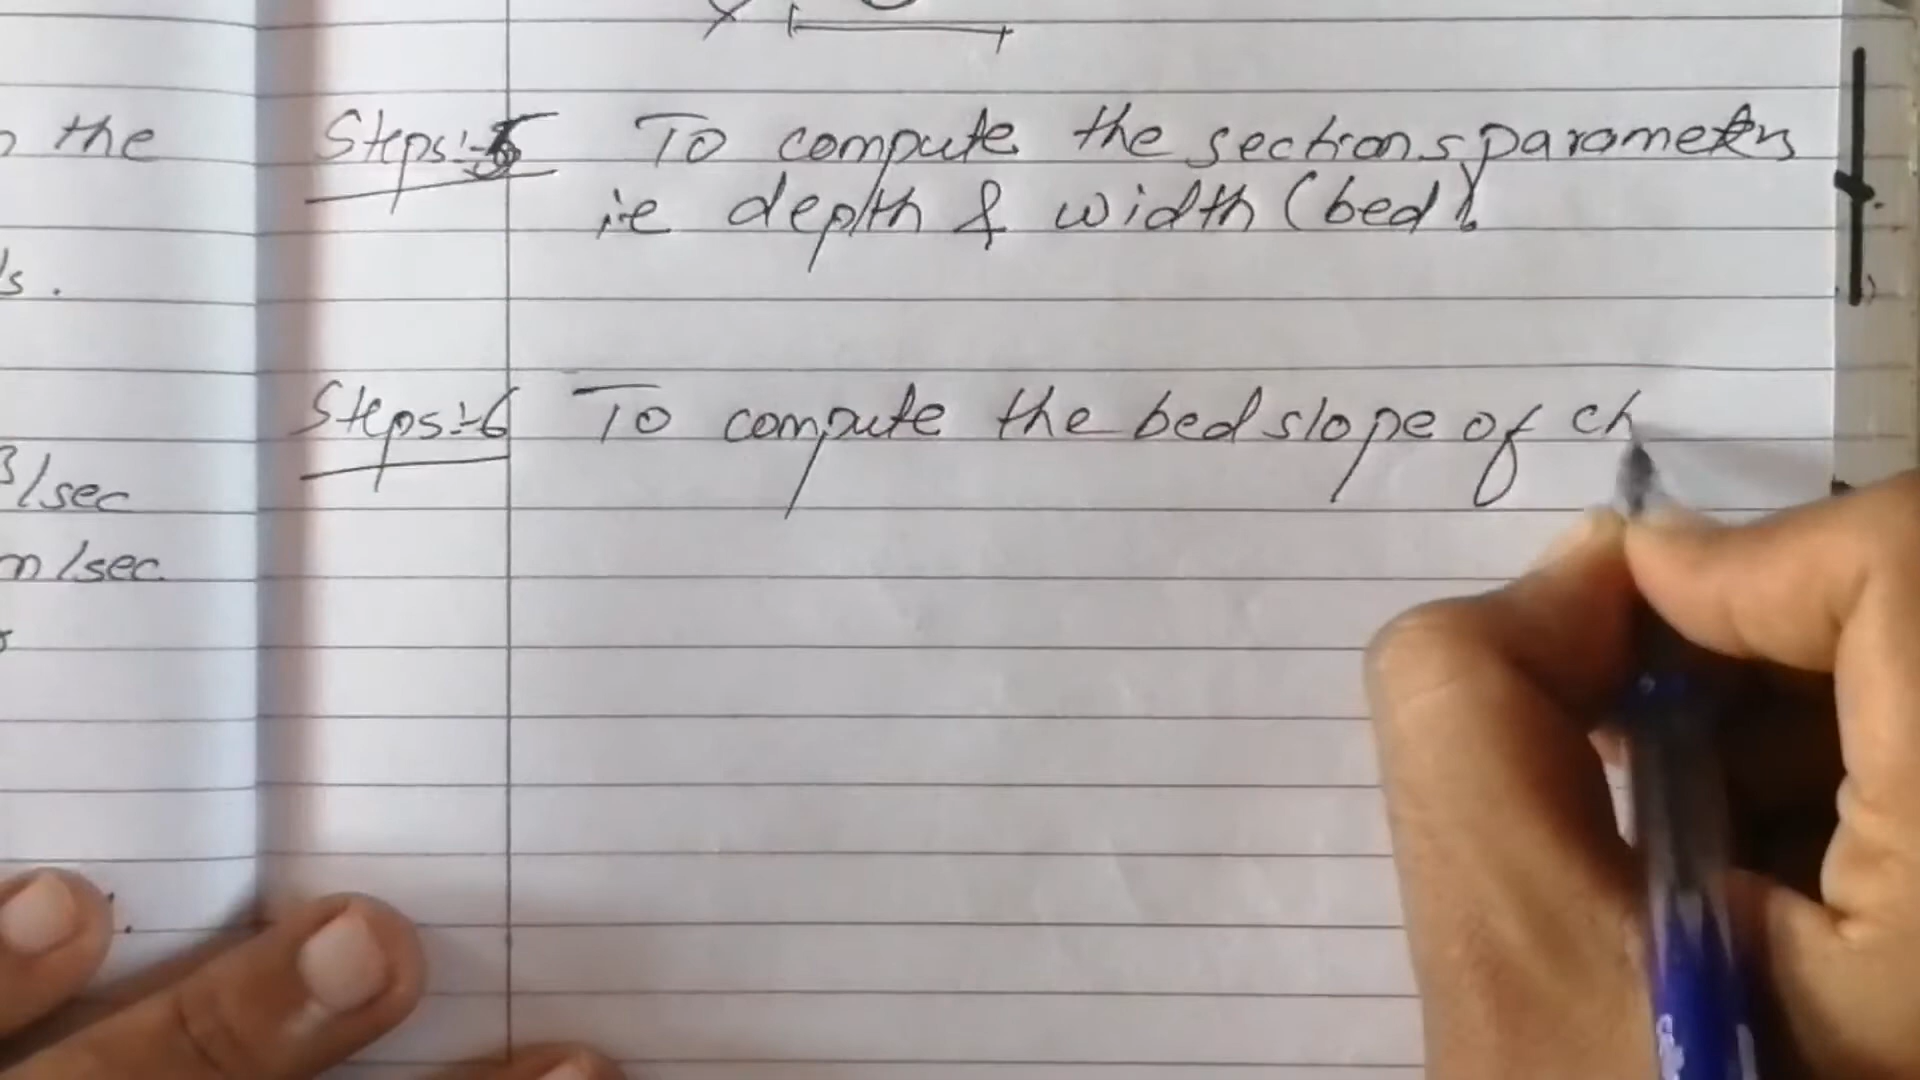 the
s.
3/sec
m/sec
Steps:-5 To compute the sections parameters
i.e depth & width (bed).
Steps:-6 To compute the bed slope of ch